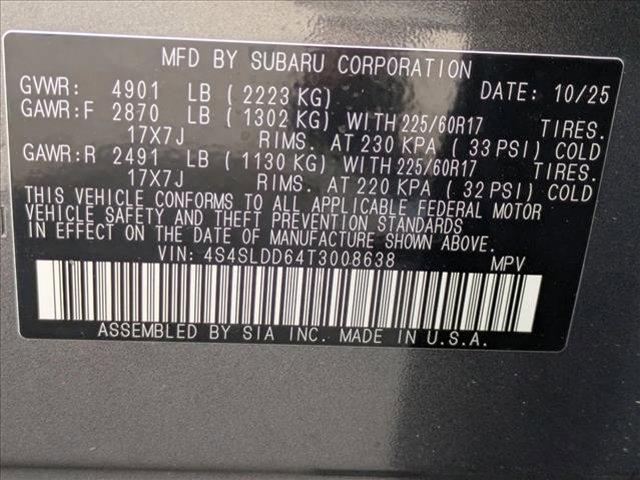 MFD BY SUBARU CORPORATION
GVWR: 4901 LB ( 2223 KG) DATE: 10/25
GAWR:F 2870 LB ( 1302 KG) WITH 225/60R17 TIRES.
17X7J RIMS. AT 230 KPA ( 33 PSI) COLD
GAWR:R 2491 LB ( 1130 KG) WITH 225/60R17 TIRES.
17X7J RIMS. AT 220 KPA ( 32 PSI) COLD
THIS VEHICLE CONFORMS TO ALL APPLICABLE FEDERAL MOTOR
VEHICLE SAFETY AND THEFT PREVENTION STANDARDS
IN EFFECT ON THE DATE OF MANUFACTURE SHOWN ABOVE.
VIN: 4S4SLDD64T3008638 MPV
ASSEMBLED BY SIA INC. MADE IN U.S.A.